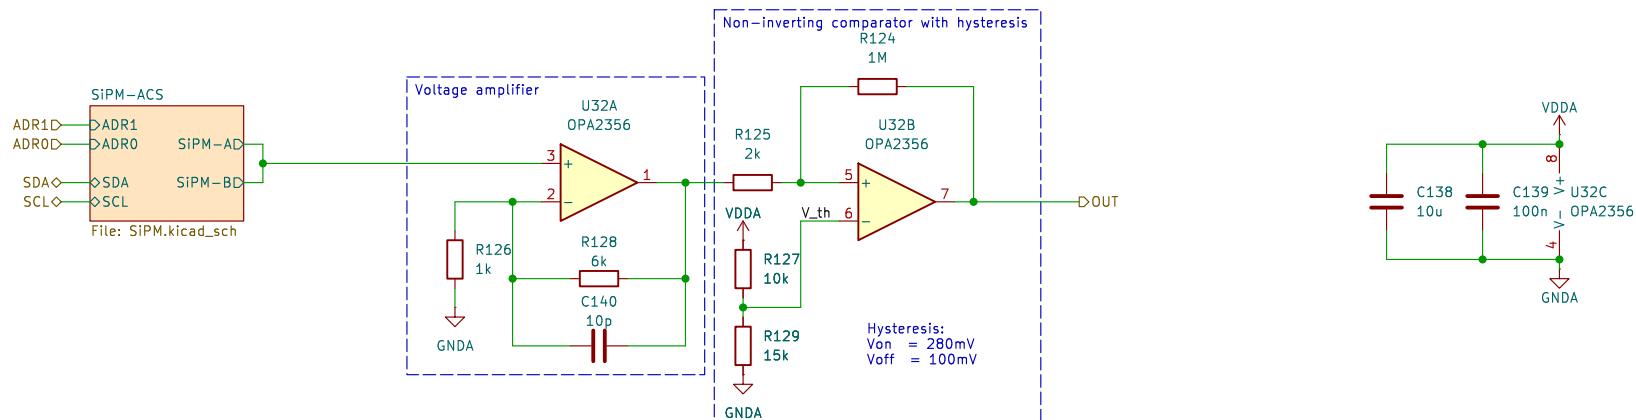 SiPM-ACS
ADR1
ADR0
SDA
SCL
ADR1
ADR0
SDA
SCL
SiPM-A
SiPM-B
File: SiPM.kicad_sch
Voltage amplifier
U32A
OPA2356
3
+
2
−
1
R126
1k
GNDA
R128
6k
C140
10p
Non-inverting comparator with hysteresis
R124
1M
R125
2k
U32B
OPA2356
5
+
6
−
7
V_th
VDDA
R127
10k
R129
15k
GNDA
Hysteresis:
Von = 280mV
Voff = 100mV
OUT
VDDA
8
V+
C138
10u
C139
100n
U32C
OPA2356
V-
4
GNDA